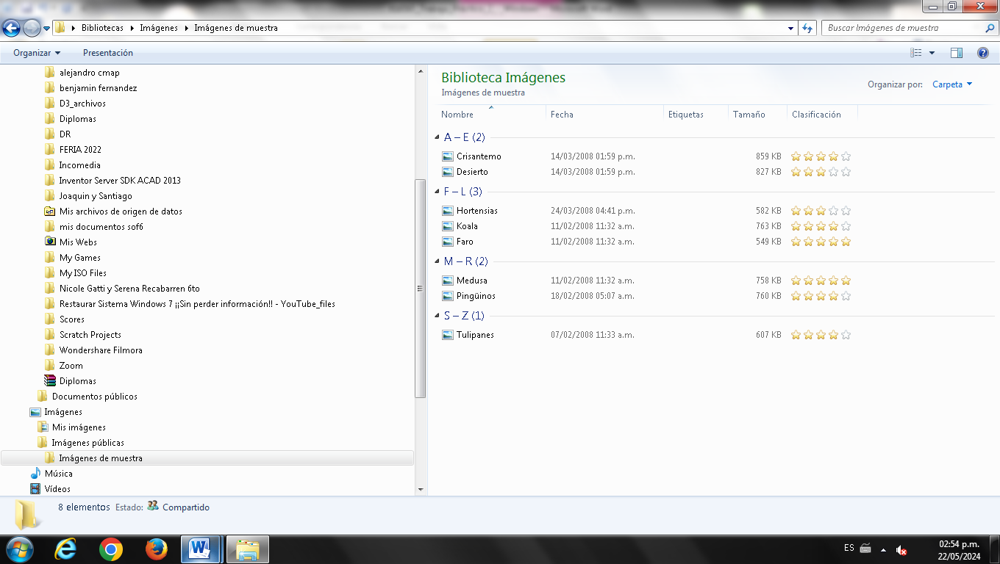 Bibliotecas Imágenes Imágenes de muestra
Buscar Imágenes de muestra
Organizar Presentación
alejandro cmap
benjamin fernandez
D3_archivos
Diplomas
DR
FERIA 2022
Incomedia
Inventor Server SDK ACAD 2013
Joaquin y Santiago
Mis archivos de origen de datos
mis documentos sof6
Mis Webs
My Games
My ISO Files
Nicole Gatti y Serena Recabarren 6to
Restaurar Sistema Windows 7 ¡¡Sin perder información!! - YouTube_files
Scores
Scratch Projects
Wondershare Filmora
Zoom
Diplomas
Documentos públicos
Imágenes
Mis imágenes
Imágenes públicas
Imágenes de muestra
Música
Vídeos
Biblioteca Imágenes
Imágenes de muestra
Organizar por: Carpeta
Nombre Fecha Etiquetas Tamaño Clasificación
A – E (2)
Crisantemo 14/03/2008 01:59 p.m. 859 KB
Desierto 14/03/2008 01:59 p.m. 827 KB
F – L (3)
Hortensias 24/03/2008 04:41 p.m. 582 KB
Koala 11/02/2008 11:32 a.m. 763 KB
Faro 11/02/2008 11:32 a.m. 549 KB
M – R (2)
Medusa 11/02/2008 11:32 a.m. 758 KB
Pingüinos 18/02/2008 05:07 a.m. 760 KB
S – Z (1)
Tulipanes 07/02/2008 11:33 a.m. 607 KB
8 elementos Estado: Compartido
ES
02:54 p.m.
22/05/2024